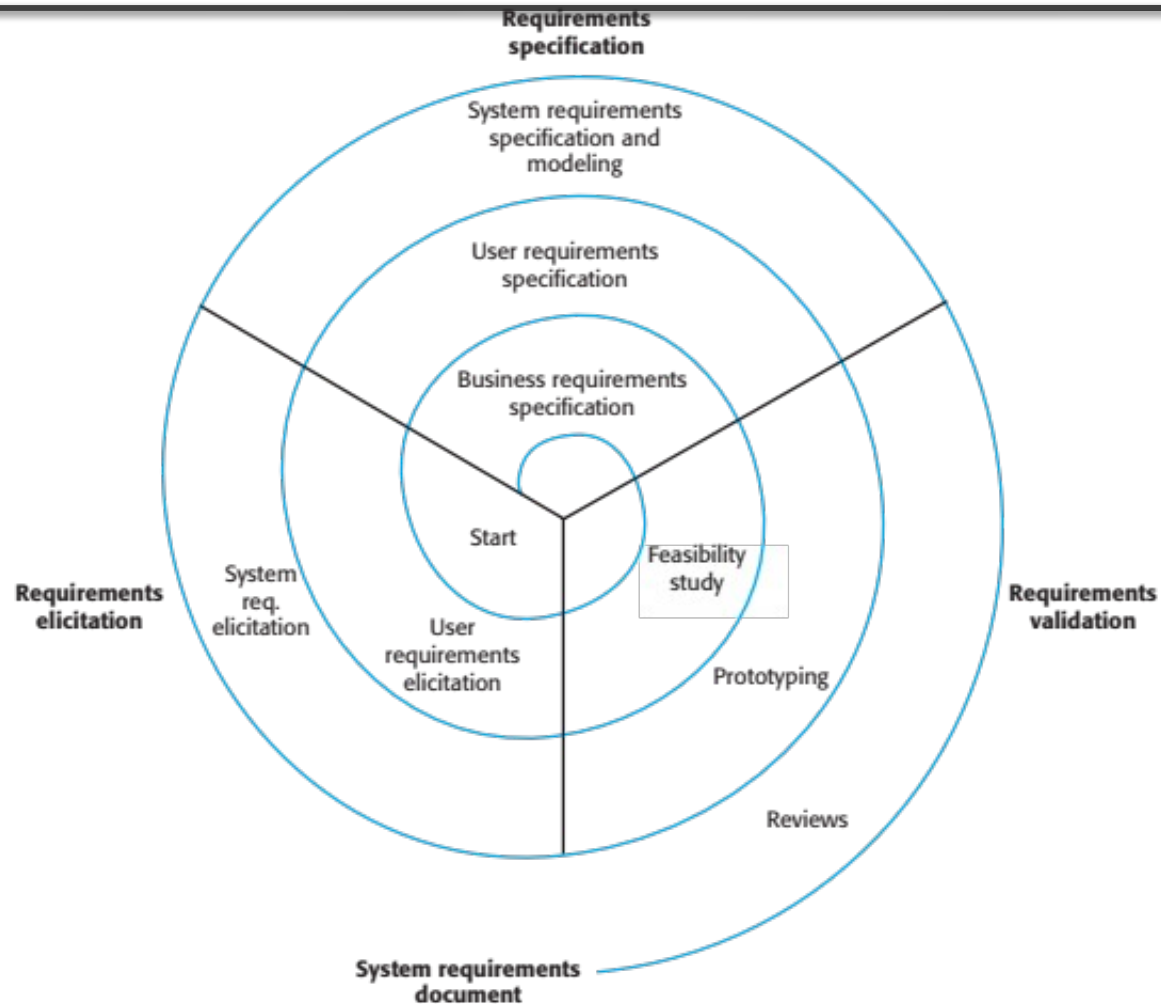 Requirements
specification
System requirements
specification and
modeling
User requirements
specification
Business requirements
specification
Start
Feasibility
study
System
req.
elicitation
Requirements
elicitation
Requirements
validation
User
requirements
elicitation
Prototyping
Reviews
System requirements
document